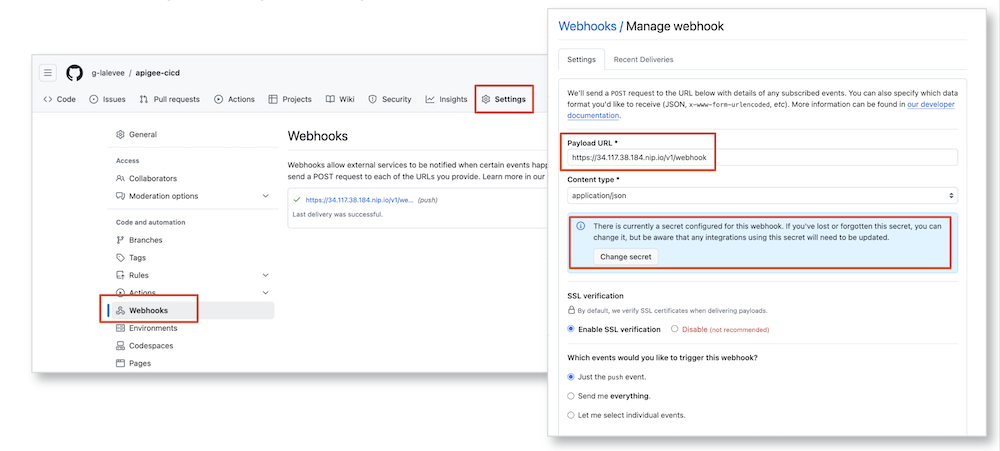 g-lalevee / apigee-cicd
Code Issues Pull requests Actions Projects Wiki Security Insights Settings
General
Access
Collaborators
Moderation options
Code and automation
Branches
Tags
Rules
Actions
Webhooks
Environments
Codespaces
Pages
Webhooks
Webhooks allow external services to be notified when certain events happ
send a POST request to each of the URLs you provide. Learn more in our
https://34.117.38.184.nip.io/v1/we... (push)
Last delivery was successful.
Webhooks / Manage webhook
Settings Recent Deliveries
We'll send a POST request to the URL below with details of any subscribed events. You can also specify which data
format you'd like to receive (JSON, x-www-form-urlencoded, etc). More information can be found in our developer
documentation.
Payload URL *
https://34.117.38.184.nip.io/v1/webhook
Content type *
application/json
There is currently a secret configured for this webhook. If you've lost or forgotten this secret, you can
change it, but be aware that any integrations using this secret will need to be updated.
Change secret
SSL verification
By default, we verify SSL certificates when delivering payloads.
Enable SSL verification Disable (not recommended)
Which events would you like to trigger this webhook?
Just the push event.
Send me everything.
Let me select individual events.